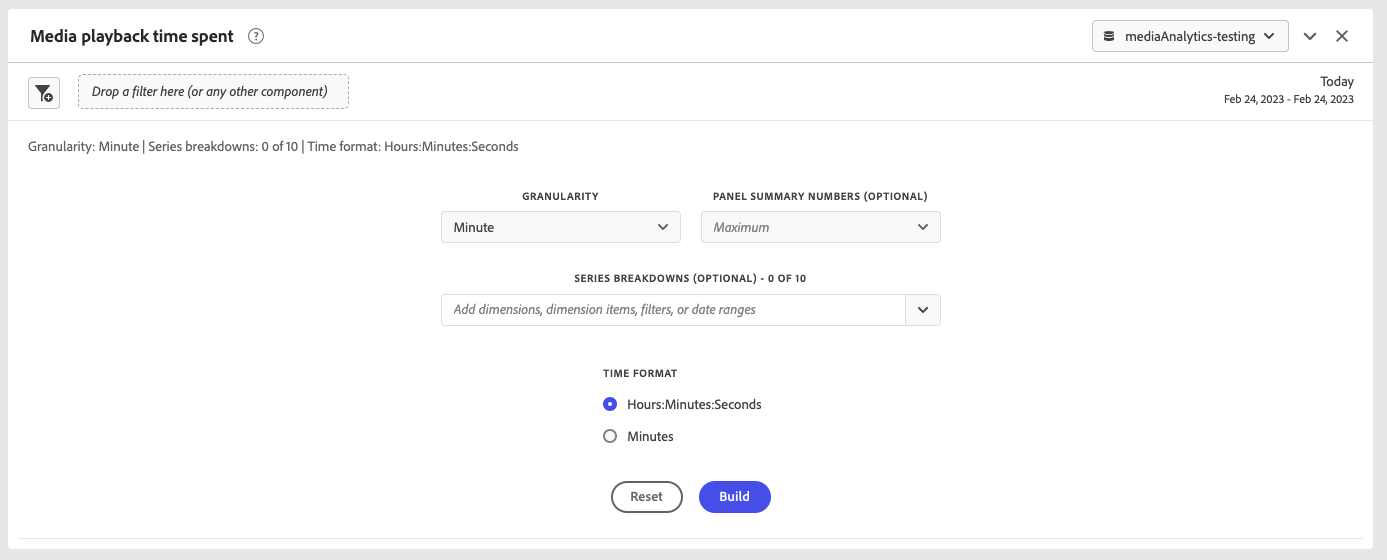 Media playback time spent ?
mediaAnalytics-testing
Drop a filter here (or any other component)
Today
Feb 24, 2023 - Feb 24, 2023
Granularity: Minute | Series breakdowns: 0 of 10 | Time format: Hours:Minutes:Seconds
GRANULARITY
PANEL SUMMARY NUMBERS (OPTIONAL)
Minute
Maximum
SERIES BREAKDOWNS (OPTIONAL) - 0 OF 10
Add dimensions, dimension items, filters, or date ranges
TIME FORMAT
Hours:Minutes:Seconds
Minutes
Reset
Build